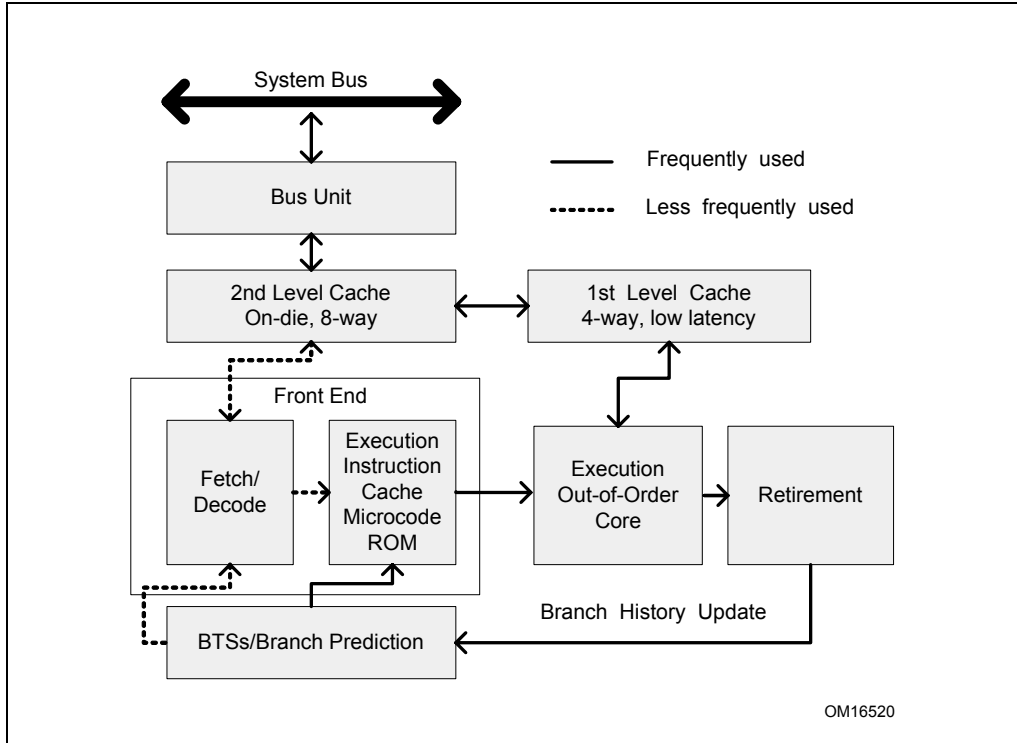 System Bus
Frequently used
Bus Unit
Less frequently used
2nd Level Cache
On-die, 8-way
1st Level Cache
4-way, low latency
Front End
Fetch/
Decode
Execution
Instruction
Cache
Microcode
ROM
Execution
Out-of-Order
Core
Retirement
Branch History Update
BTSs/Branch Prediction
OM16520